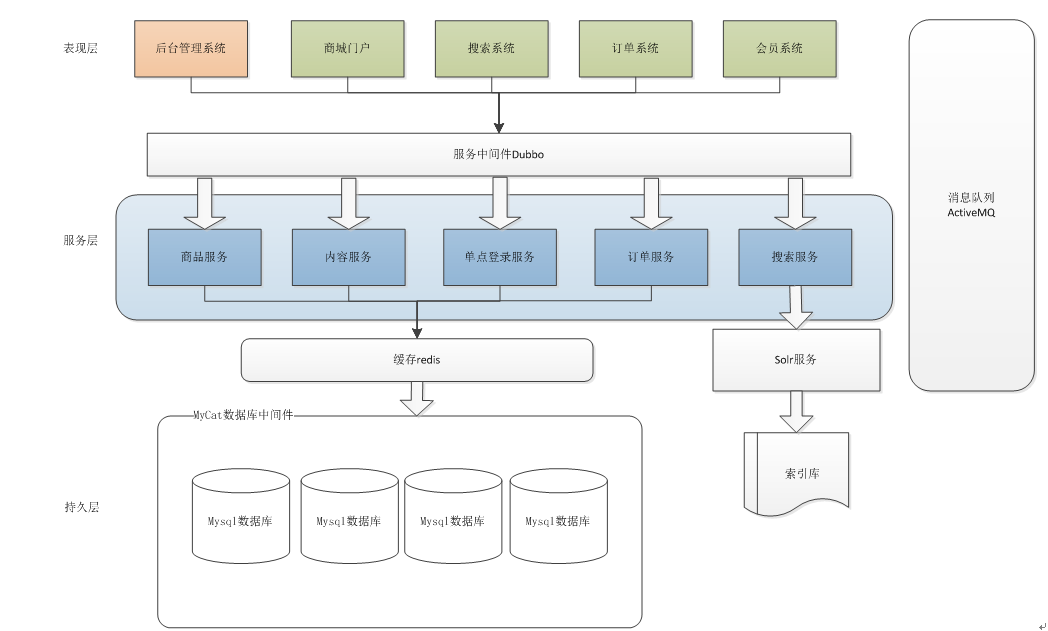 表现层
后台管理系统
商城门户
搜索系统
订单系统
会员系统
服务中间件Dubbo
消息队列
ActiveMQ
服务层
商品服务
内容服务
单点登录服务
订单服务
搜索服务
缓存redis
Solr服务
MyCat数据库中间件
索引库
持久层
Mysql数据库
Mysql数据库
Mysql数据库
Mysql数据库